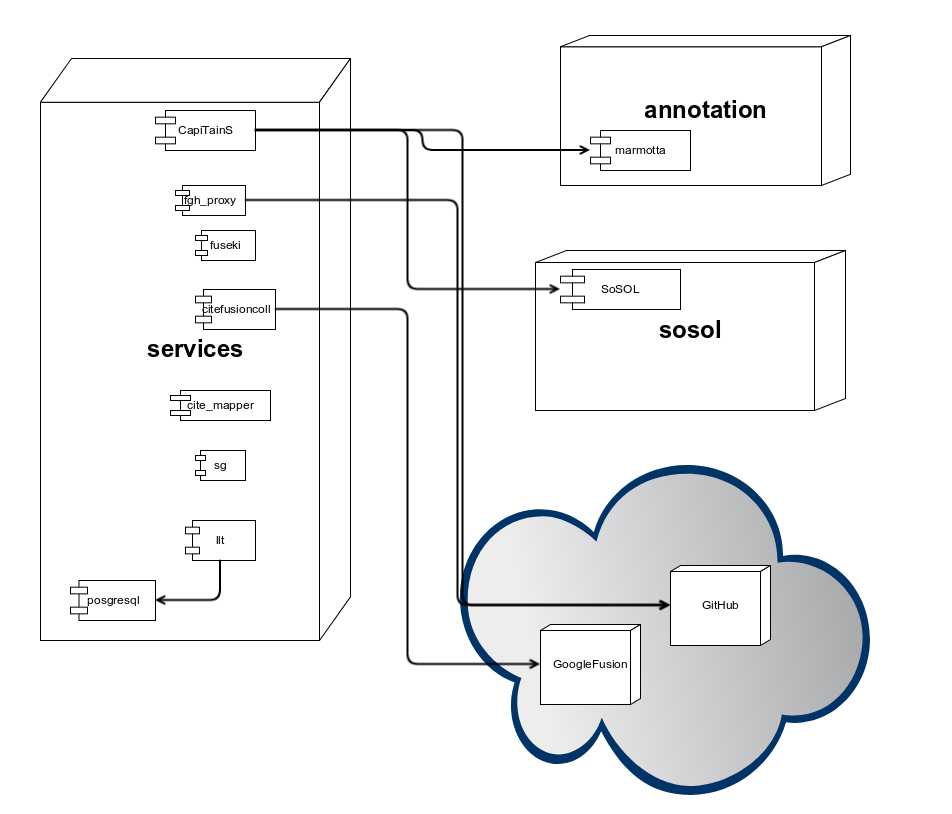 CapiTainS
fgh_proxy
fuseki
citefusioncoll
services
cite_mapper
sg
llt
posgresql
annotation
marmotta
SoSOL
sosol
GitHub
GoogleFusion